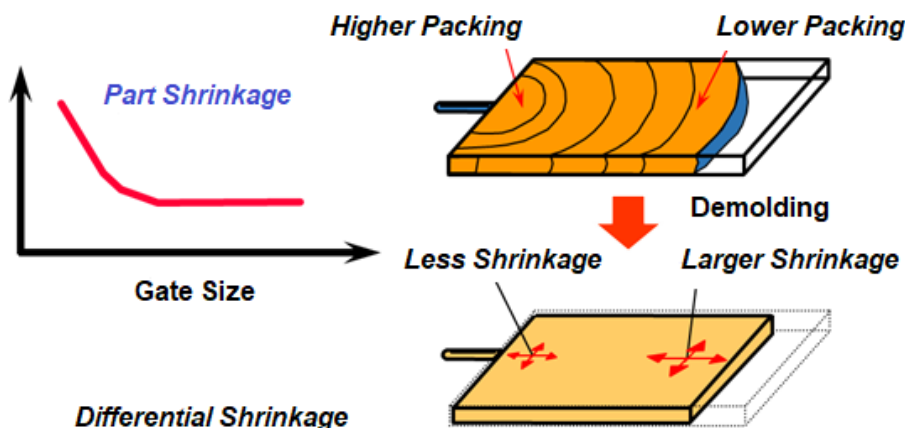 Higher Packing
Lower Packing
Part Shrinkage
Demolding
Less Shrinkage
Larger Shrinkage
Gate Size
Differential Shrinkage